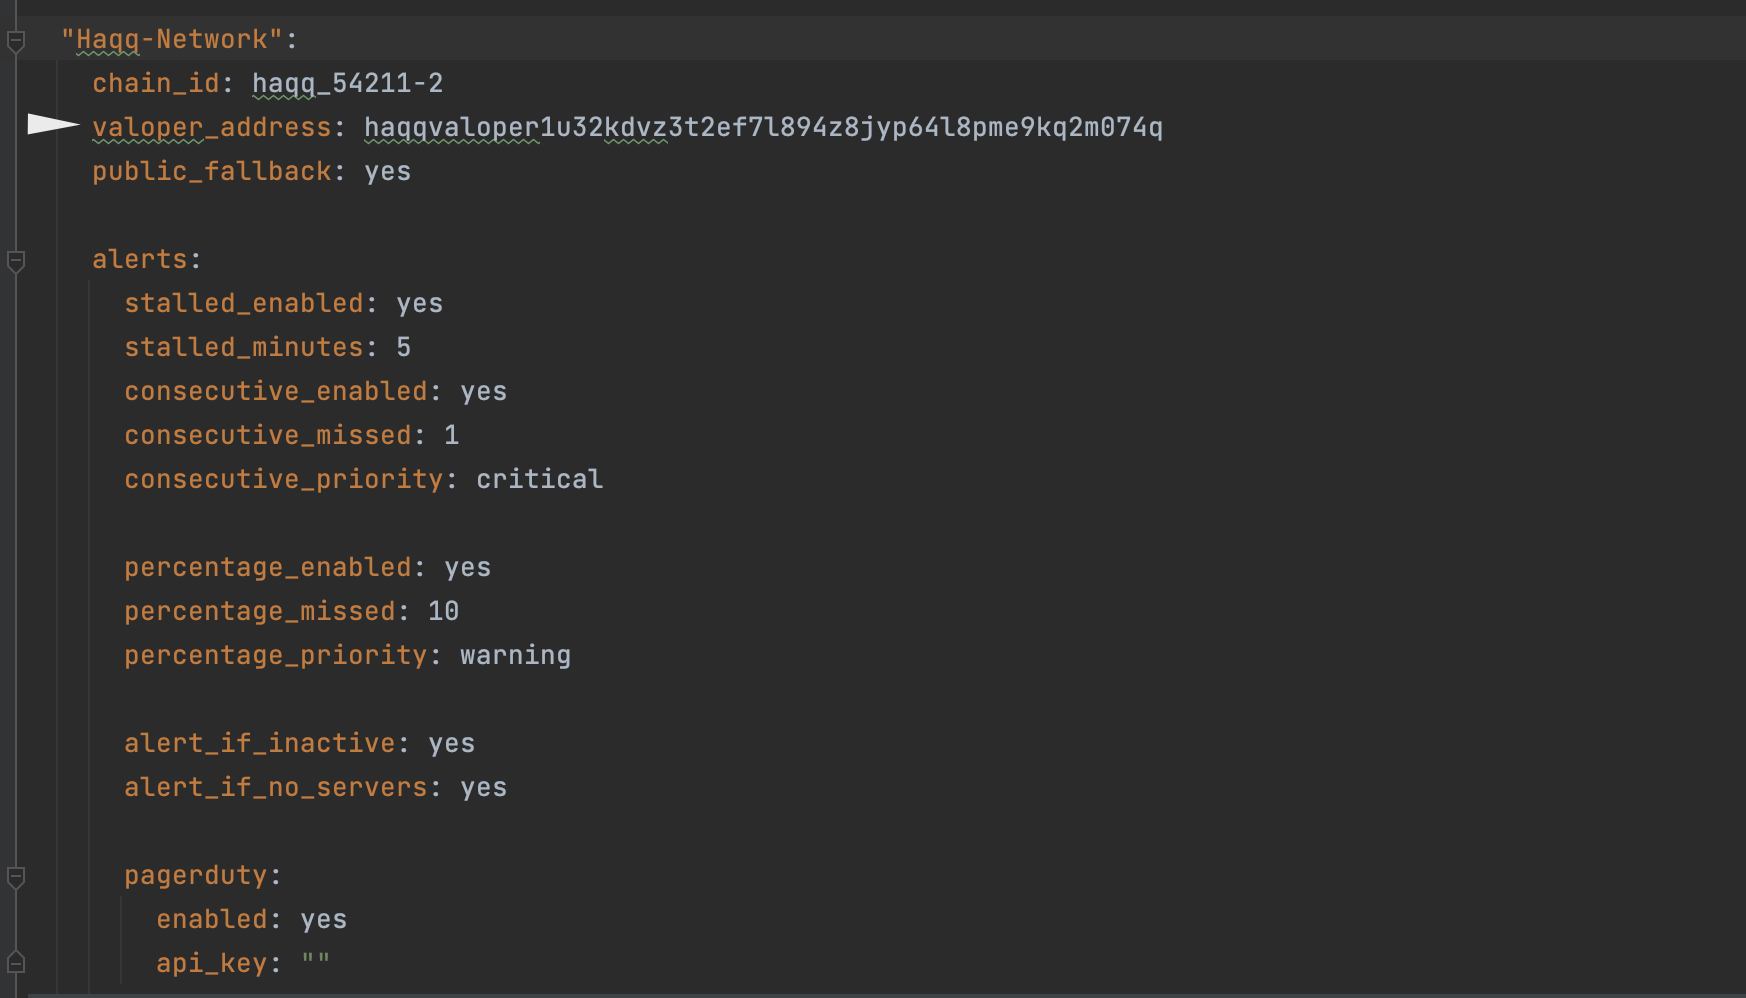 "Haqq-Network":
chain_id: haqq_54211-2
valoper_address: haqqvaloper1u32kdvz3t2ef7l894z8jyp64l8pme9kq2m074q
public_fallback: yes
alerts:
stalled_enabled: yes
stalled_minutes: 5
consecutive_enabled: yes
consecutive_missed: 1
consecutive_priority: critical
percentage_enabled: yes
percentage_missed: 10
percentage_priority: warning
alert_if_inactive: yes
alert_if_no_servers: yes
pagerduty:
enabled: yes
api_key: ""